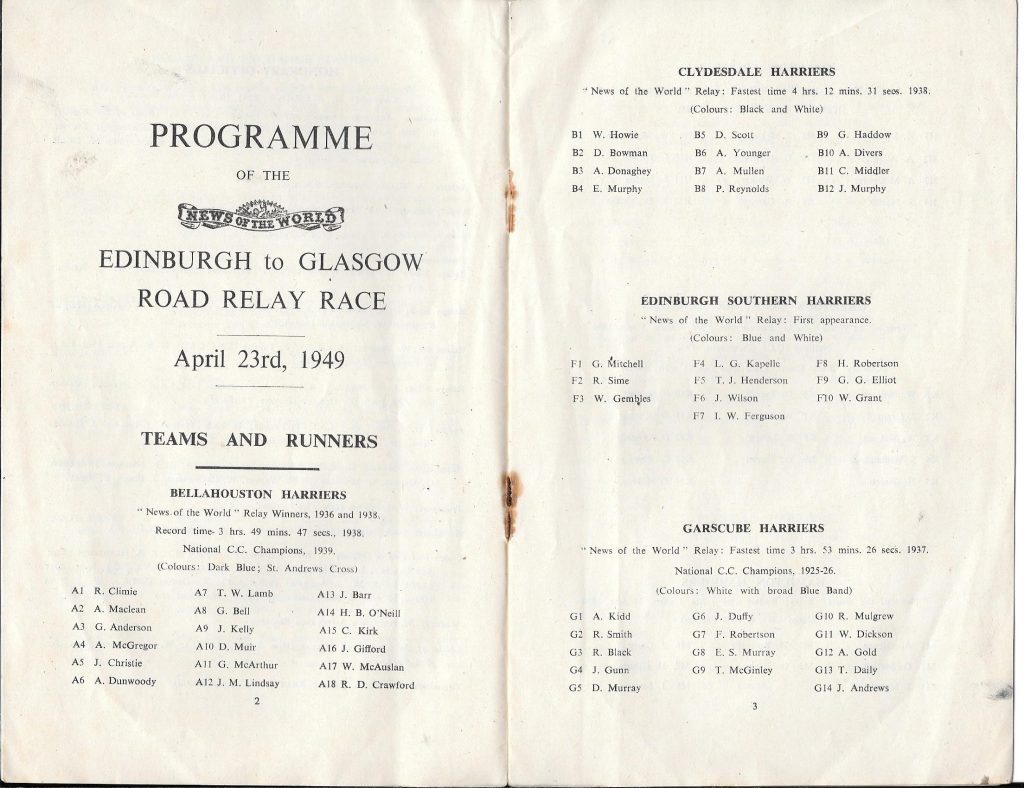 PROGRAMME
OF THE
NEWS OF THE WORLD
EDINBURGH to GLASGOW
ROAD RELAY RACE
April 23rd, 1949
TEAMS AND RUNNERS
BELLAHOUSTON HARRIERS
"News of the World" Relay Winners, 1936 and 1938.
Record time- 3 hrs. 49 mins. 47 secs., 1938.
National C.C. Champions, 1939.
(Colours: Dark Blue; St. Andrews Cross)
A1 R. Climie A7 T. W. Lamb A13 J. Barr
A2 A. Maclean A8 G. Bell A14 H. B. O'Neill
A3 G. Anderson A9 J. Kelly A15 C. Kirk
A4 A. McGregor A10 D. Muir A16 J. Gifford
A5 J. Christie A11 G. McArthur A17 W. McAuslan
A6 A. Dunwoody A12 J. M. Lindsay A18 R. D. Crawford
2
CLYDESDALE HARRIERS
"News of the World" Relay: Fastest time 4 hrs. 12 mins. 31 secs. 1938.
(Colours: Black and White)
B1 W. Howie B5 D. Scott B9 G. Haddow
B2 D. Bowman B6 A. Younger B10 A. Divers
B3 A. Donaghey B7 A. Mullen B11 C. Middler
B4 E. Murphy B8 P. Reynolds B12 J. Murphy
EDINBURGH SOUTHERN HARRIERS
"News of the World" Relay: First appearance.
(Colours: Blue and White)
F1 G. Mitchell F4 L. G. Kapelle F8 H. Robertson
F2 R. Sime F5 T. J. Henderson F9 G. G. Elliot
F3 W. Gembles F6 J. Wilson F10 W. Grant
F7 I. W. Ferguson
GARSCUBE HARRIERS
"News of the World" Relay: Fastest time 3 hrs. 53 mins. 26 secs. 1937.
National C.C. Champions, 1925-26.
(Colours: White with broad Blue Band)
G1 A. Kidd G6 J. Duffy G10 R. Mulgrew
G2 R. Smith G7 F. Robertson G11 W. Dickson
G3 R. Black G8 E. S. Murray G12 A. Gold
G4 J. Gunn G9 T. McGinley G13 T. Daily
G5 D. Murray G14 J. Andrews
3